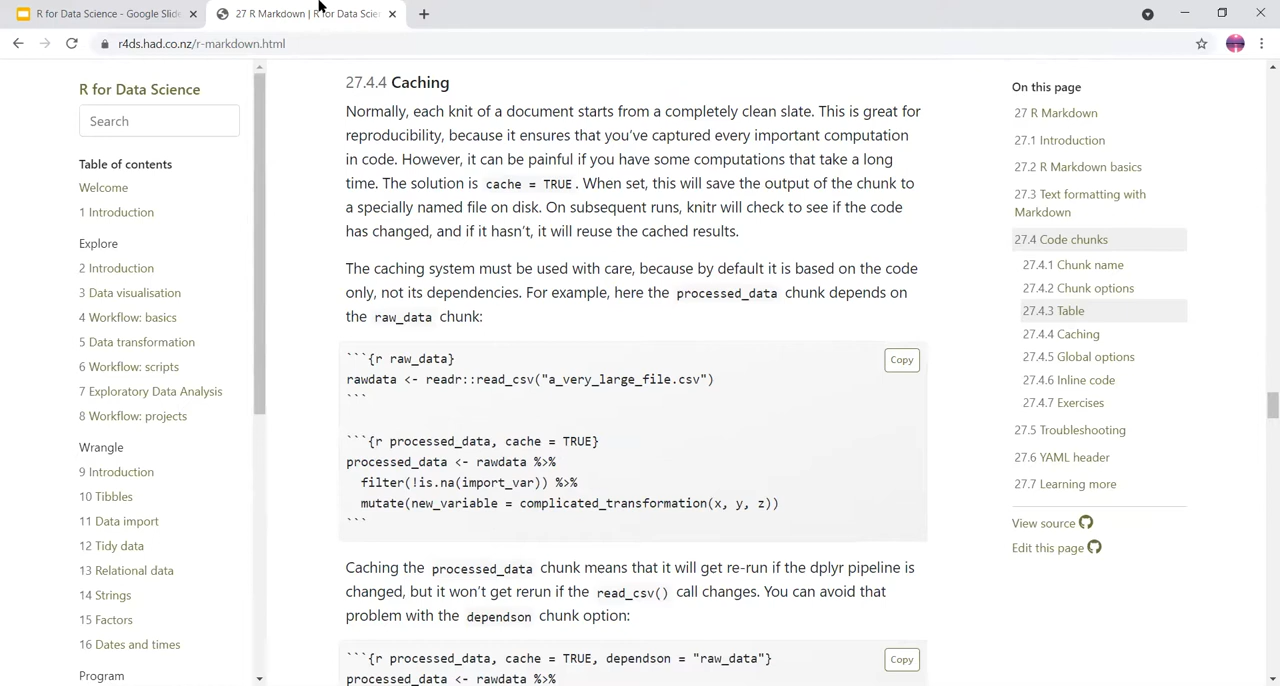 R for Data Science - Google Slide
27 R Markdown | R for Data Scien
r4ds.had.co.nz/r-markdown.html
R for Data Science
Search
Table of contents
Welcome
1 Introduction
Explore
2 Introduction
3 Data visualisation
4 Workflow: basics
5 Data transformation
6 Workflow: scripts
7 Exploratory Data Analysis
8 Workflow: projects
Wrangle
9 Introduction
10 Tibbles
11 Data import
12 Tidy data
13 Relational data
14 Strings
15 Factors
16 Dates and times
Program
27.4.4 Caching
Normally, each knit of a document starts from a completely clean slate. This is great for
reproducibility, because it ensures that you’ve captured every important computation
in code. However, it can be painful if you have some computations that take a long
time. The solution is cache = TRUE. When set, this will save the output of the chunk to
a specially named file on disk. On subsequent runs, knitr will check to see if the code
has changed, and if it hasn’t, it will reuse the cached results.
The caching system must be used with care, because by default it is based on the code
only, not its dependencies. For example, here the processed_data chunk depends on
the raw_data chunk:
```{r raw_data}
rawdata <- readr::read_csv("a_very_large_file.csv")
```
Copy
```{r processed_data, cache = TRUE}
processed_data <- rawdata %>%
filter(!is.na(import_var)) %>%
mutate(new_variable = complicated_transformation(x, y, z))
```
Caching the processed_data chunk means that it will get re-run if the dplyr pipeline is
changed, but it won’t get rerun if the read_csv() call changes. You can avoid that
problem with the dependson chunk option:
```{r processed_data, cache = TRUE, dependson = "raw_data"}
Copy
processed_data <- rawdata %>%
On this page
27 R Markdown
27.1 Introduction
27.2 R Markdown basics
27.3 Text formatting with
Markdown
27.4 Code chunks
27.4.1 Chunk name
27.4.2 Chunk options
27.4.3 Table
27.4.4 Caching
27.4.5 Global options
27.4.6 Inline code
27.4.7 Exercises
27.5 Troubleshooting
27.6 YAML header
27.7 Learning more
View source
Edit this page